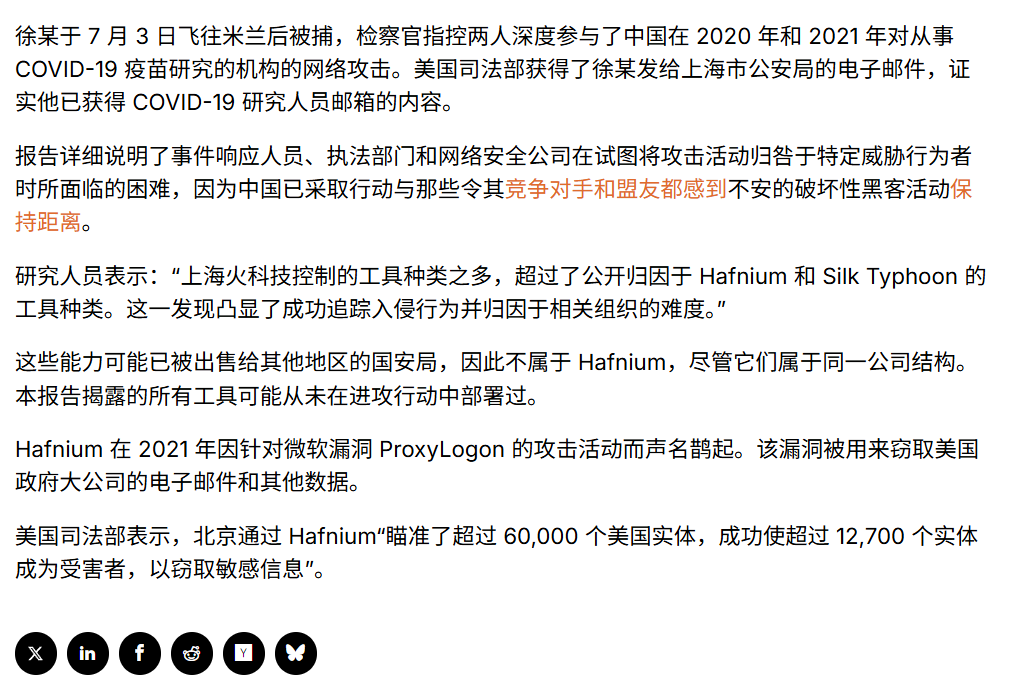 徐某于 7 月 3 日飞往米兰后被捕，检察官指控两人深度参与了中国在 2020 年和 2021 年对从事
COVID-19 疫苗研究的机构的网络攻击。美国司法部获得了徐某发给上海市公安局的电子邮件，证
实他已获得 COVID-19 研究人员邮箱的内容。
报告详细说明了事件响应人员、执法部门和网络安全公司在试图将攻击活动归咎于特定威胁行为者
时所面临的困难，因为中国已采取行动与那些令其竞争对手和盟友都感到不安的破坏性黑客活动保
持距离。
研究人员表示：“上海火科技控制的工具种类之多，超过了公开归因于 Hafnium 和 Silk Typhoon 的
工具种类。这一发现凸显了成功追踪入侵行为并归因于相关组织的难度。”
这些能力可能已被出售给其他地区的国安局，因此不属于 Hafnium，尽管它们属于同一公司结构。
本报告揭露的所有工具可能从未在进攻行动中部署过。
Hafnium 在 2021 年因针对微软漏洞 ProxyLogon 的攻击活动而声名鹊起。该漏洞被用来窃取美国
政府大公司的电子邮件和其他数据。
美国司法部表示，北京通过 Hafnium“瞄准了超过 60,000 个美国实体，成功使超过 12,700 个实体
成为受害者，以窃取敏感信息”。